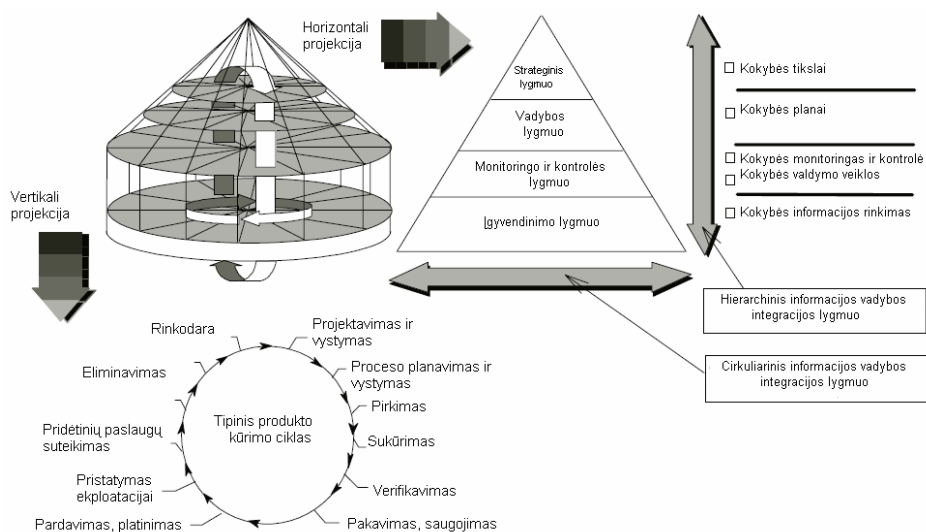 Horizontali
projekcija
Vertikali
projekcija
Strateginis
lygmuo
Vadybos
lygmuo
Monitoringo ir kontrolės
lygmuo
Įgyvendinimo lygmuo
Kokybės tikslai
Kokybės planai
Kokybės monitoringas ir kontrolė
Kokybės valdymo veiklos
Kokybės informacijos rinkimas
Hierarchinis informacijos vadybos
integracijos lygmuo
Cirkuliarinis informacijos vadybos
integracijos lygmuo
Tipinis produkto
kūrimo ciklas
Rinkodara
Projektavimas ir
vystymas
Proceso planavimas ir
vystymas
Pirkimas
Sukūrimas
Verifikavimas
Pakavimas, saugojimas
Pardavimas, platinimas
Pristatymas
ekploatacijai
Pridėtinių paslaugų
suteikimas
Eliminavimas